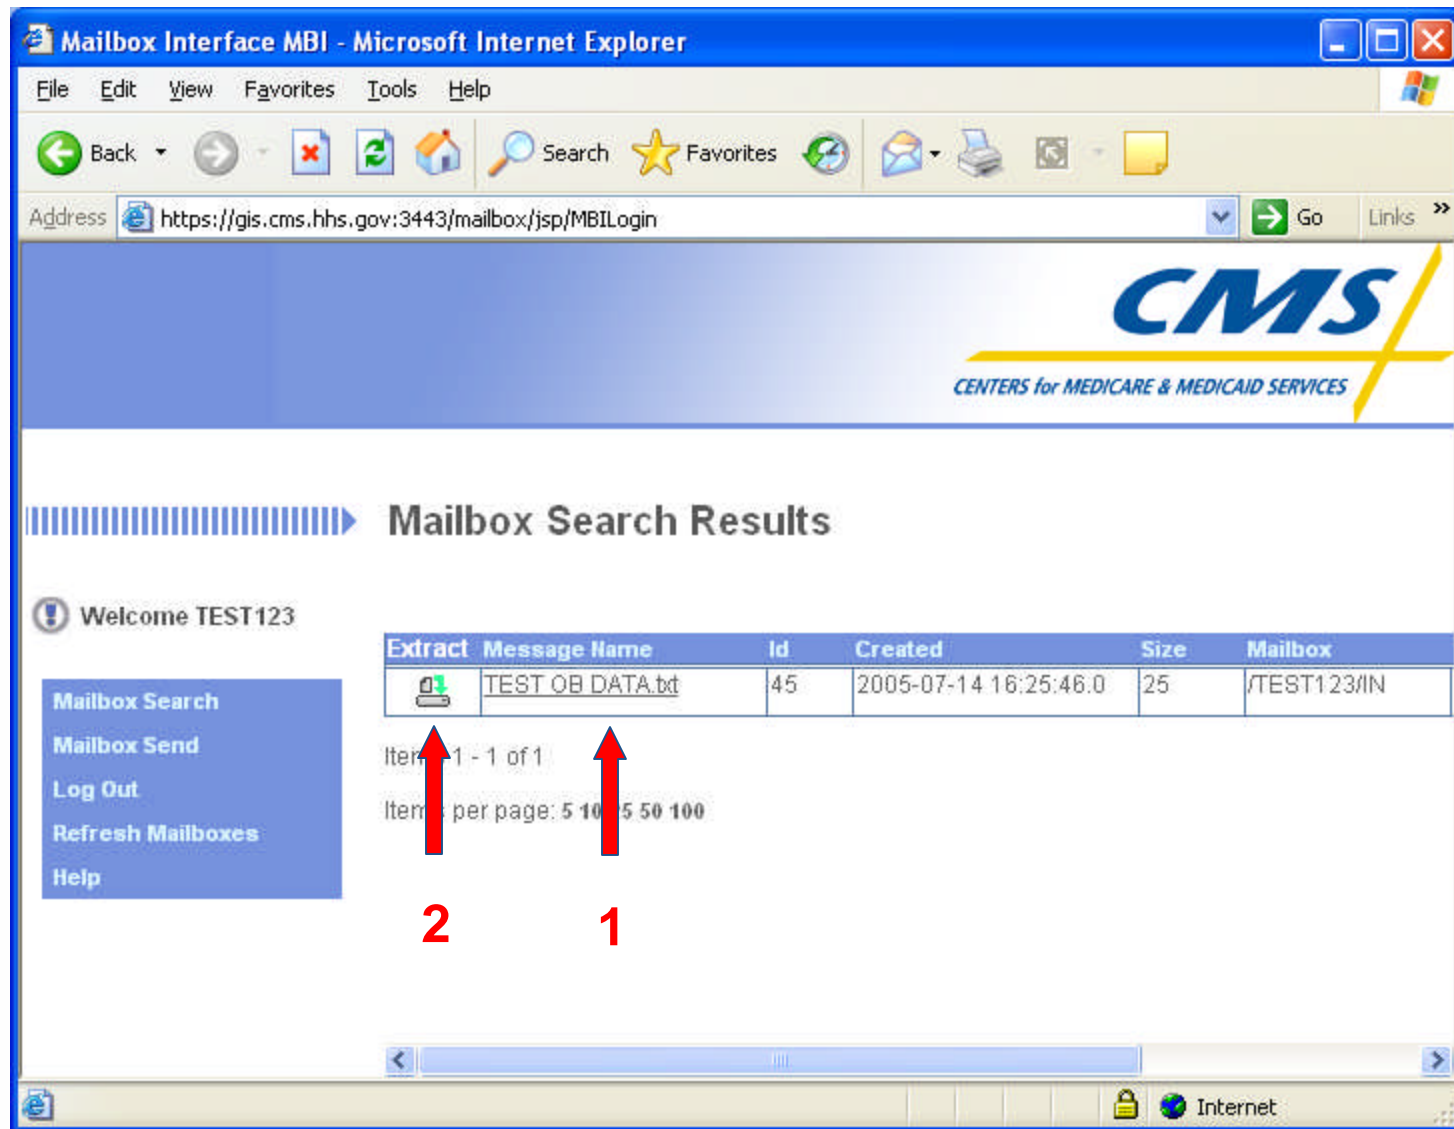 Mailbox Interface MBI - Microsoft Internet Explorer
File Edit View Favorites Tools Help
Back Search Favorites
Address https://gis.cms.hhs.gov:3443/mailbox/jsp/MBILogin Go Links »
CMS
CENTERS for MEDICARE & MEDICAID SERVICES
Mailbox Search Results
Welcome TEST123
Mailbox Search
Mailbox Send
Log Out
Refresh Mailboxes
Help
Extract Message Name Id Created Size Mailbox
TEST OB DATA.txt 45 2005-07-14 16:25:46.0 25 /TEST123/IN
Items 1 - 1 of 1
Items per page: 5 10 25 50 100
2 1
Internet